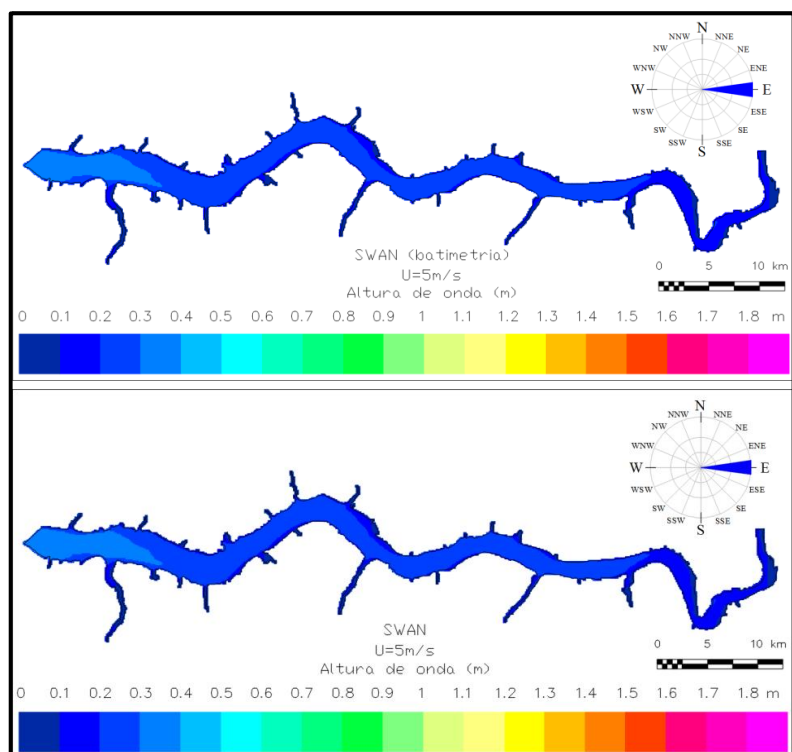 N
NNW NNE
NW NE
WNW ENE
W E
WSW ESE
SW SE
SSW SSE
S
SWAN (batimetria)
U=5m/s
Altura de onda (m)
0 5 10 km
0 0.1 0.2 0.3 0.4 0.5 0.6 0.7 0.8 0.9 1 1.1 1.2 1.3 1.4 1.5 1.6 1.7 1.8 m
N
NNW NNE
NW NE
WNW ENE
W E
WSW ESE
SW SE
SSW SSE
S
SWAN
U=5m/s
Altura de onda (m)
0 5 10 km
0 0.1 0.2 0.3 0.4 0.5 0.6 0.7 0.8 0.9 1 1.1 1.2 1.3 1.4 1.5 1.6 1.7 1.8 m